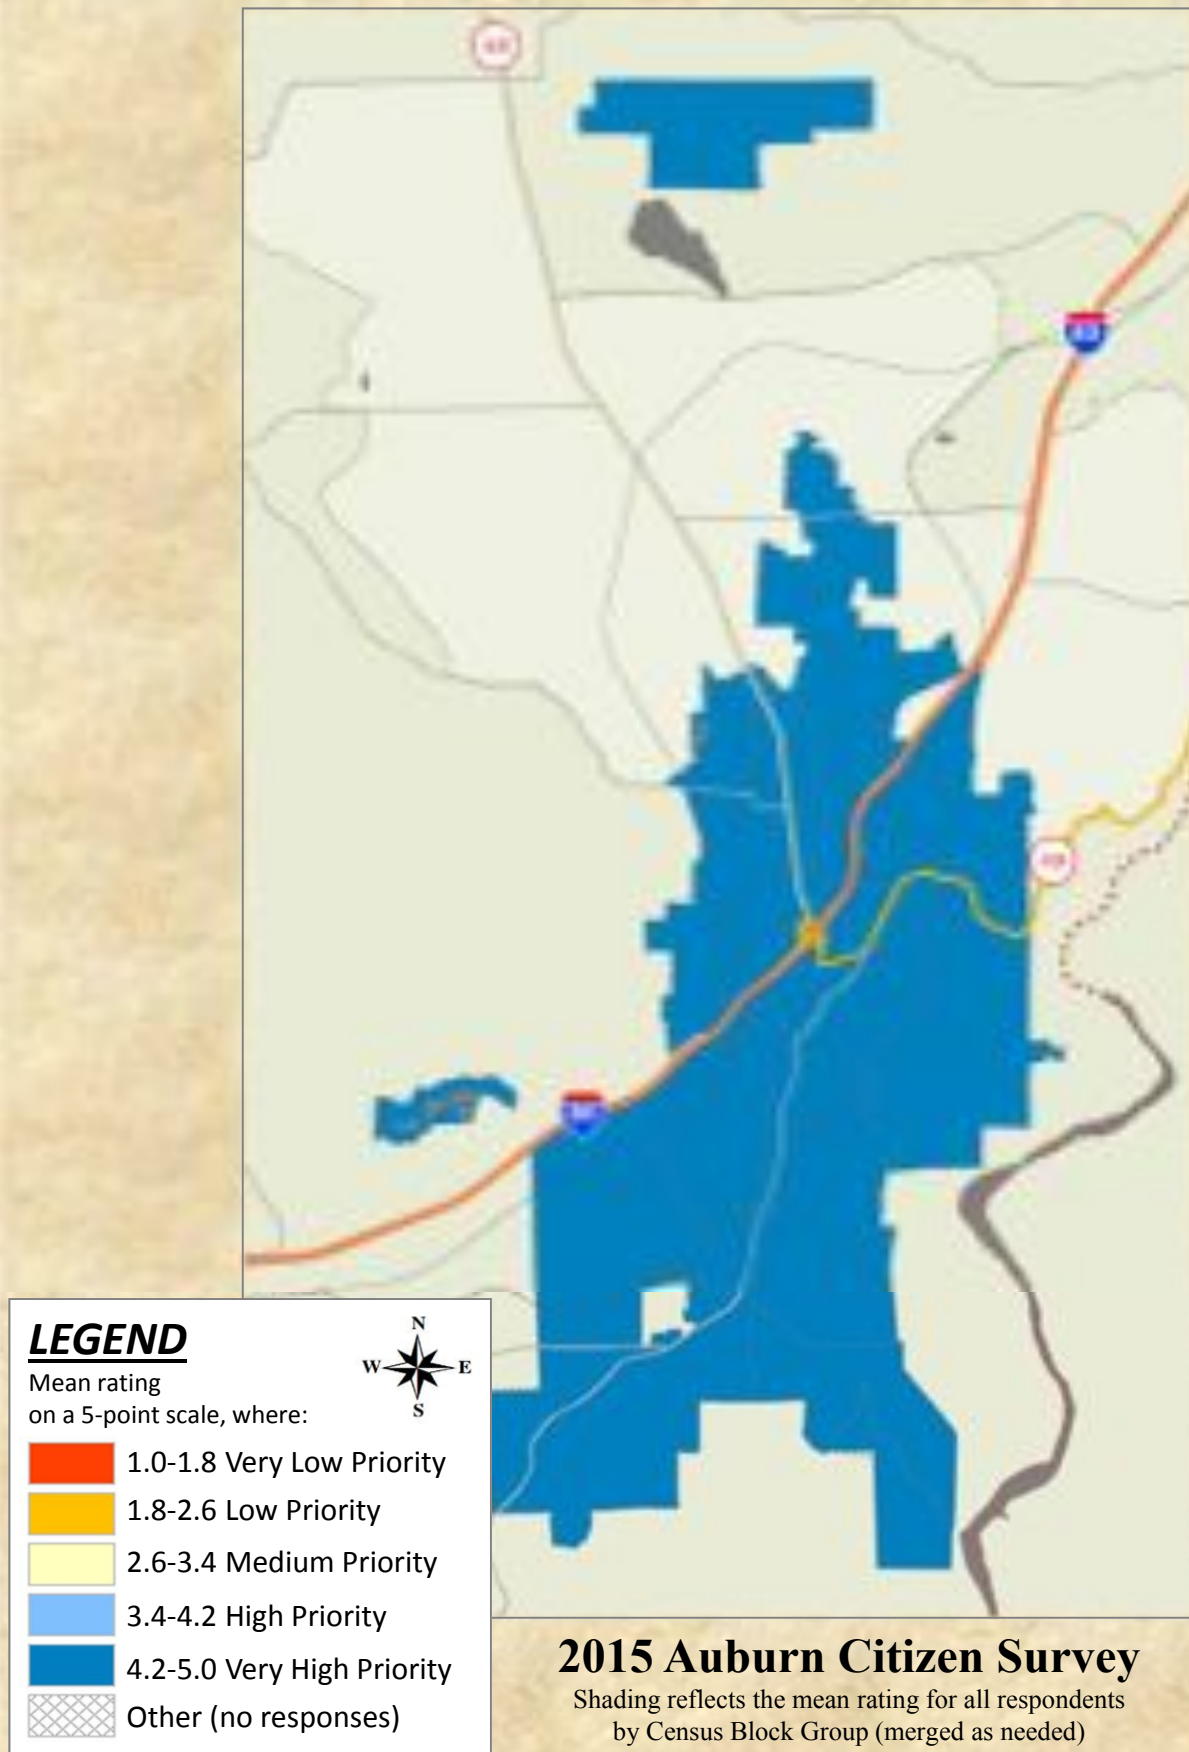 LEGEND
Mean rating
on a 5-point scale, where:
N
W E
S
1.0-1.8 Very Low Priority
1.8-2.6 Low Priority
2.6-3.4 Medium Priority
3.4-4.2 High Priority
4.2-5.0 Very High Priority
Other (no responses)
2015 Auburn Citizen Survey
Shading reflects the mean rating for all respondents
by Census Block Group (merged as needed)